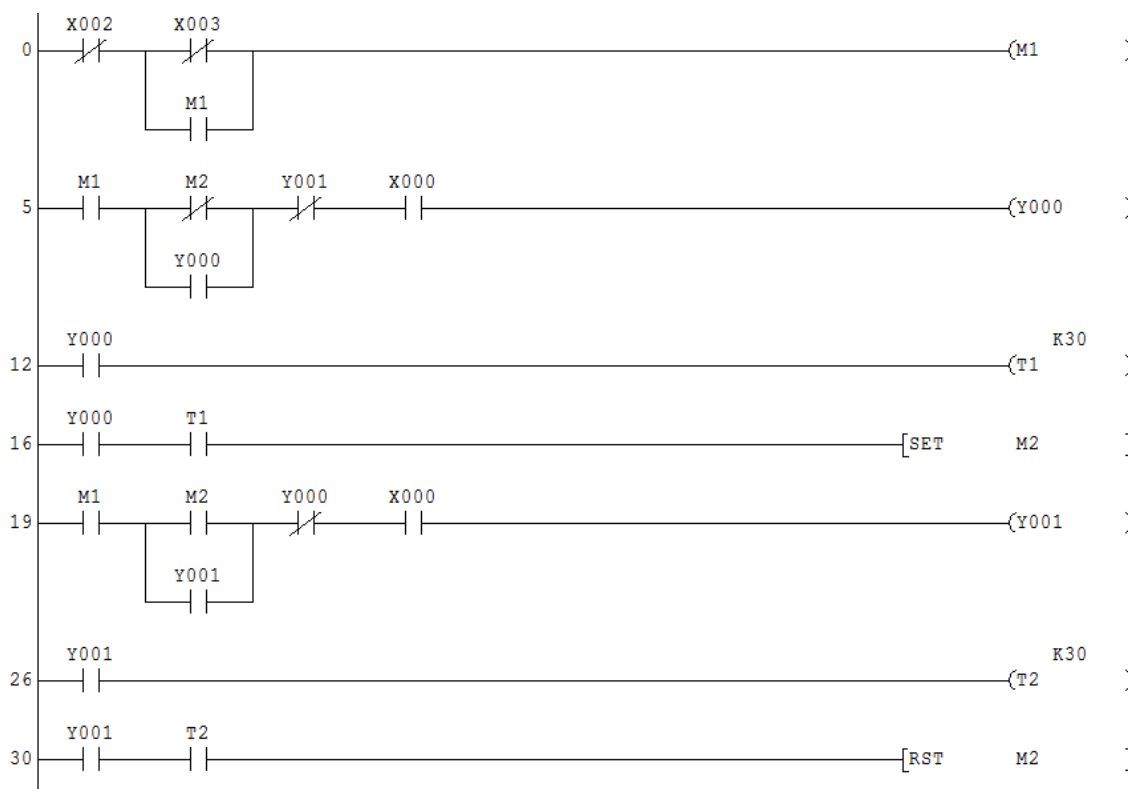 X002 X003
0 M1
M1
M1 M2 Y001 X000
5 Y000
Y000
Y000 K30
12 T1
Y000 T1
16 SET M2
M1 M2 Y000 X000
19 Y001
Y001
Y001 K30
26 T2
Y001 T2
30 RST M2